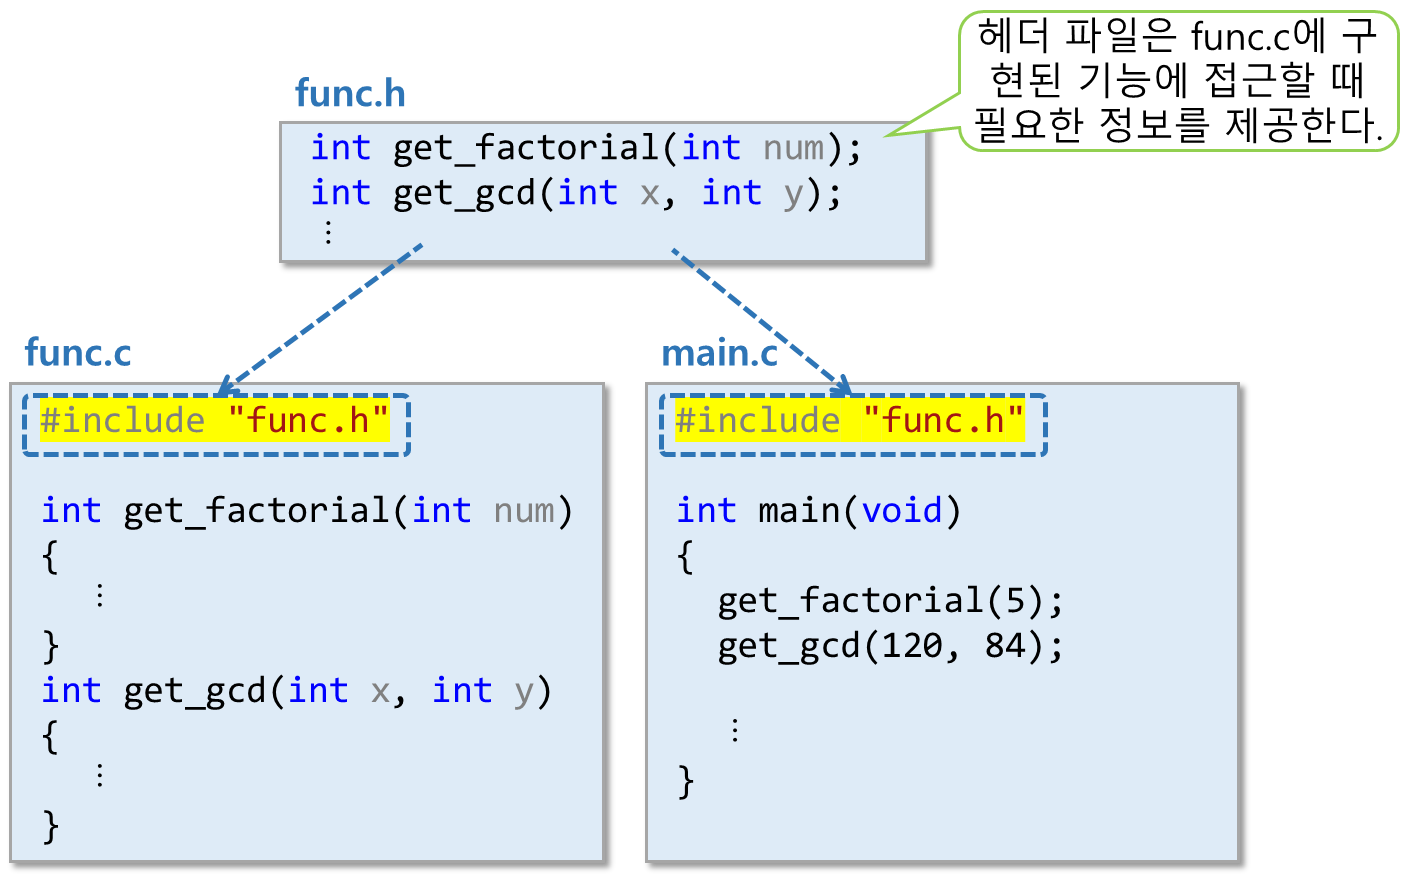 헤더 파일은 func.c에 구
현된 기능에 접근할 때
필요한 정보를 제공한다.
func.h
int get_factorial(int num);
int get_gcd(int x, int y);
⋮
func.c
#include "func.h"
int get_factorial(int num)
{
⋮
}
int get_gcd(int x, int y)
{
⋮
}
main.c
#include "func.h"
int main(void)
{
get_factorial(5);
get_gcd(120, 84);
⋮
}